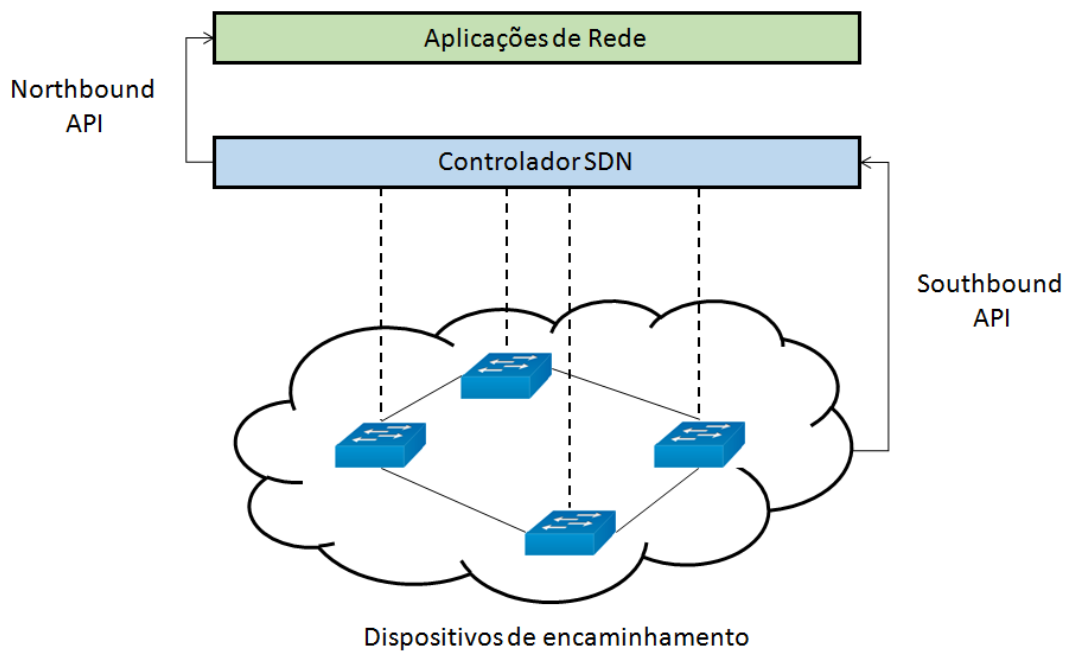 Aplicações de Rede
Northbound
API
Controlador SDN
Southbound
API
Dispositivos de encaminhamento